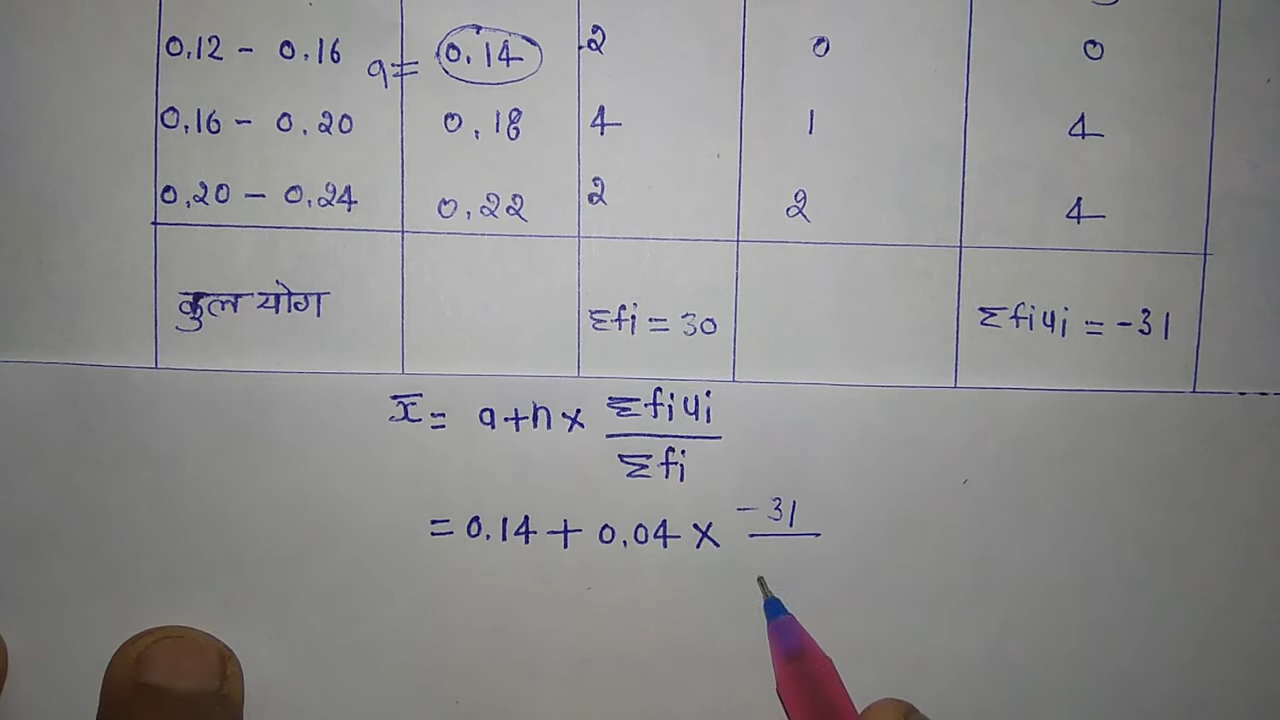 0.12 - 0.16 a= 0.14 2 0 0
0.16 - 0.20 0.18 4 1 4
0.20 - 0.24 0.22 2 2 4
कुल योग Σfi = 30 Σfiui = -31
x̄ = a+h× Σfiui
Σfi
= 0.14 + 0.04 × -31